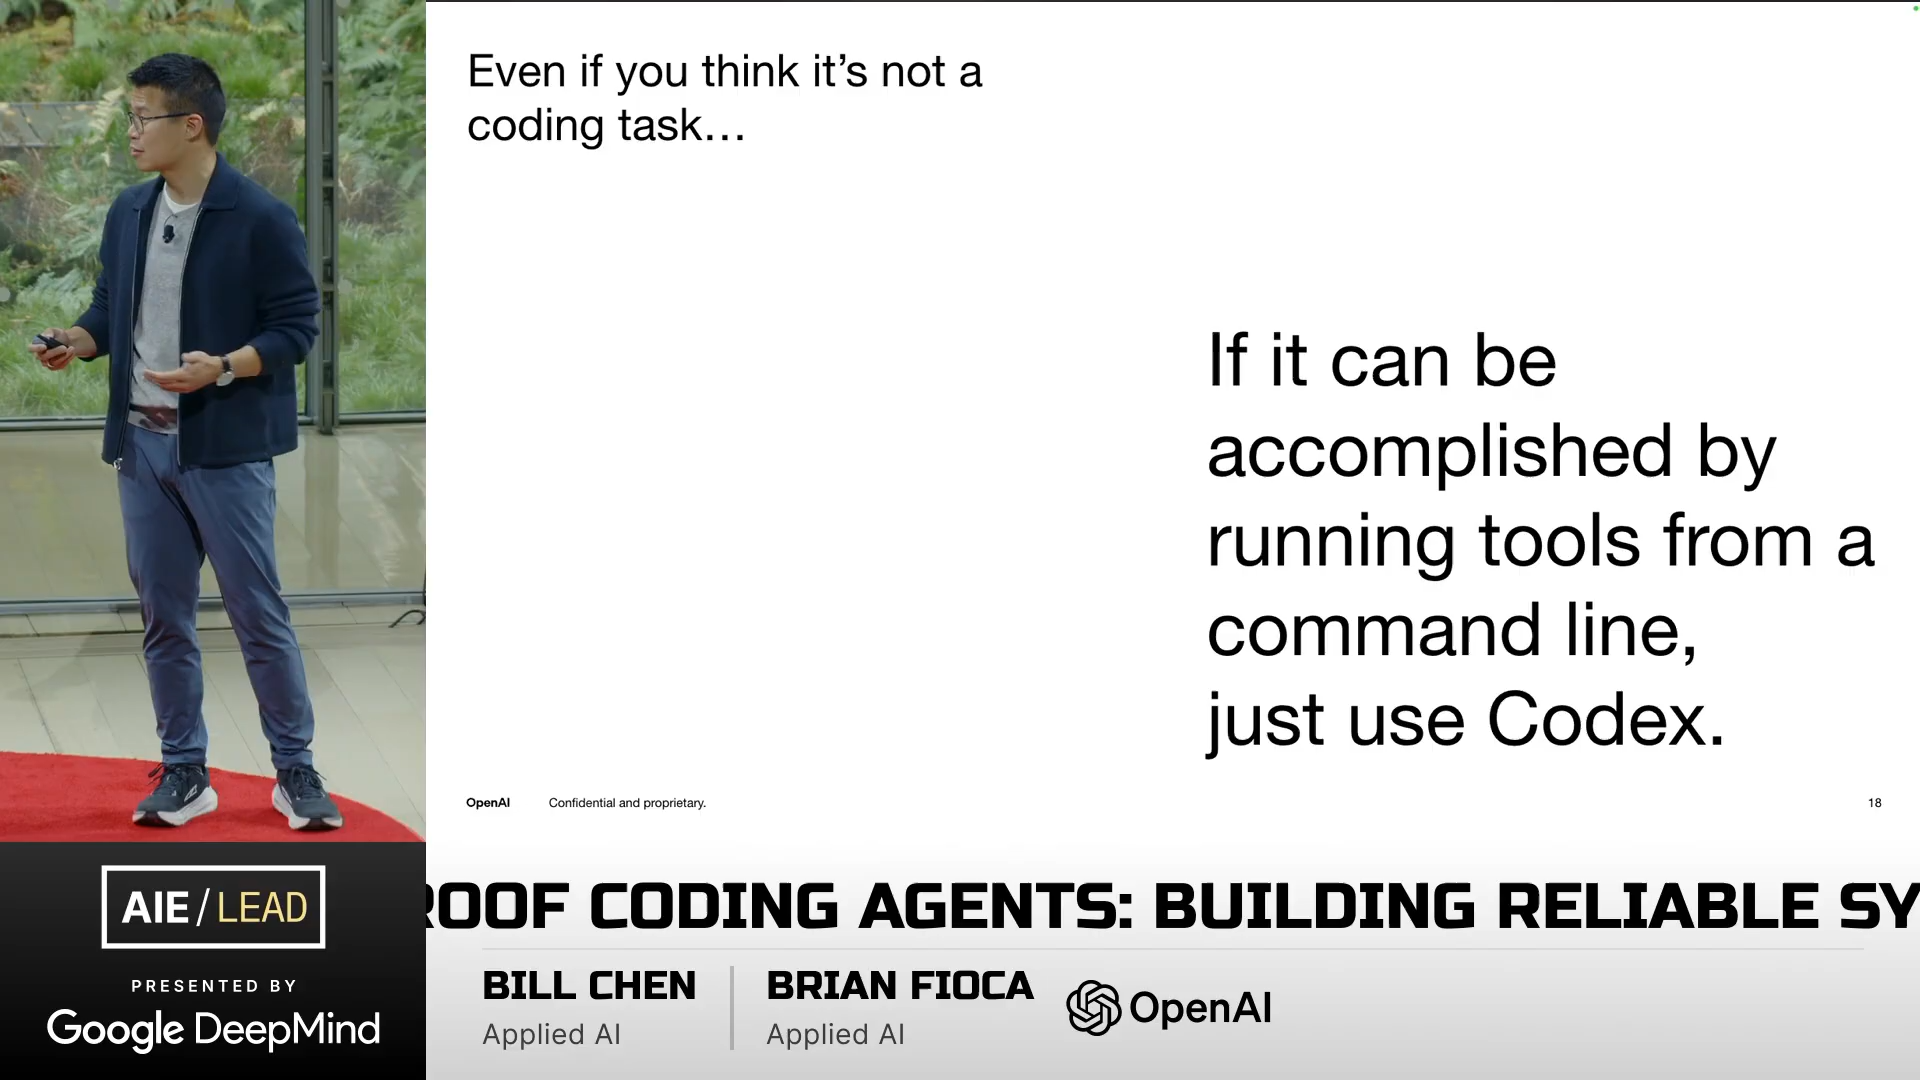 Even if you think it’s not a
coding task…
If it can be
accomplished by
running tools from a
command line,
just use Codex.
OpenAI Confidential and proprietary. 18
AIE/LEAD
PRESENTED BY
Google DeepMind
ROOF CODING AGENTS: BUILDING RELIABLE SY
BILL CHEN
Applied AI
BRIAN FIOCA
Applied AI
OpenAI